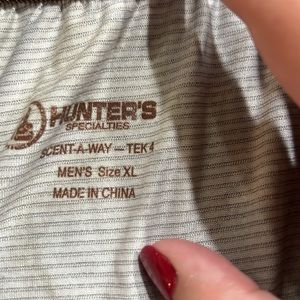 HUNTER'S
SPECIALTIES
SCENT-A-WAY — TEK 4
MEN'S Size XL
MADE IN CHINA